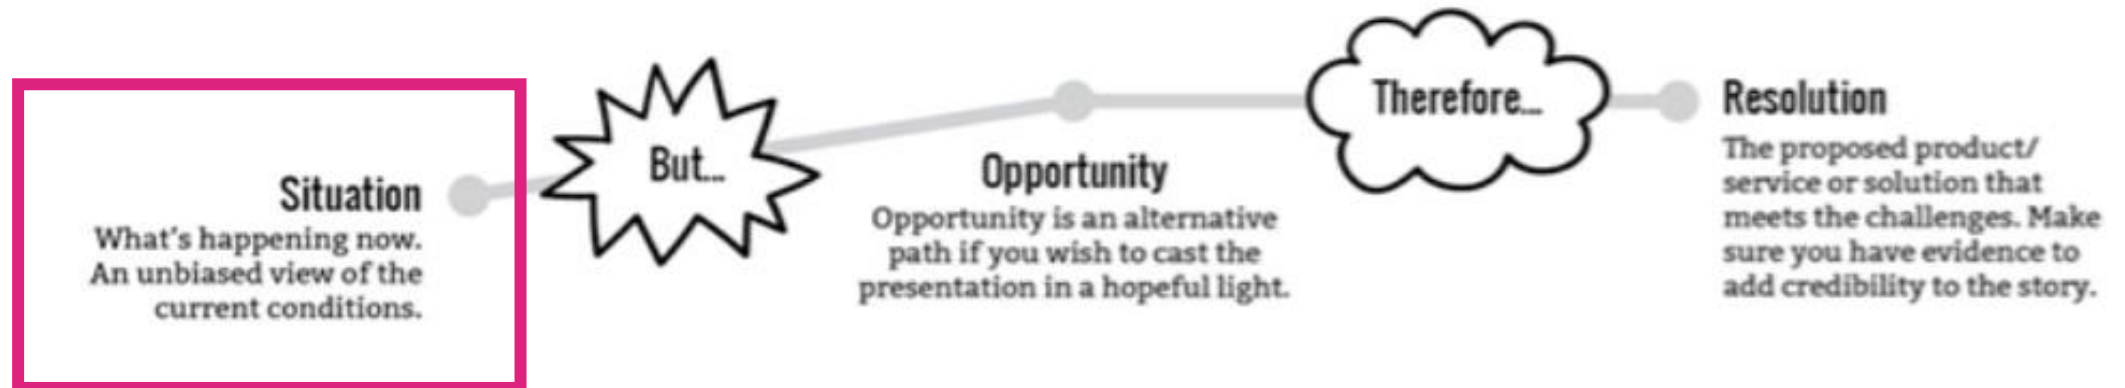 Situation
What's happening now.
An unbiased view of the
current conditions.
But...
Opportunity
Opportunity is an alternative
path if you wish to cast the
presentation in a hopeful light.
Therefore...
Resolution
The proposed product/
service or solution that
meets the challenges. Make
sure you have evidence to
add credibility to the story.